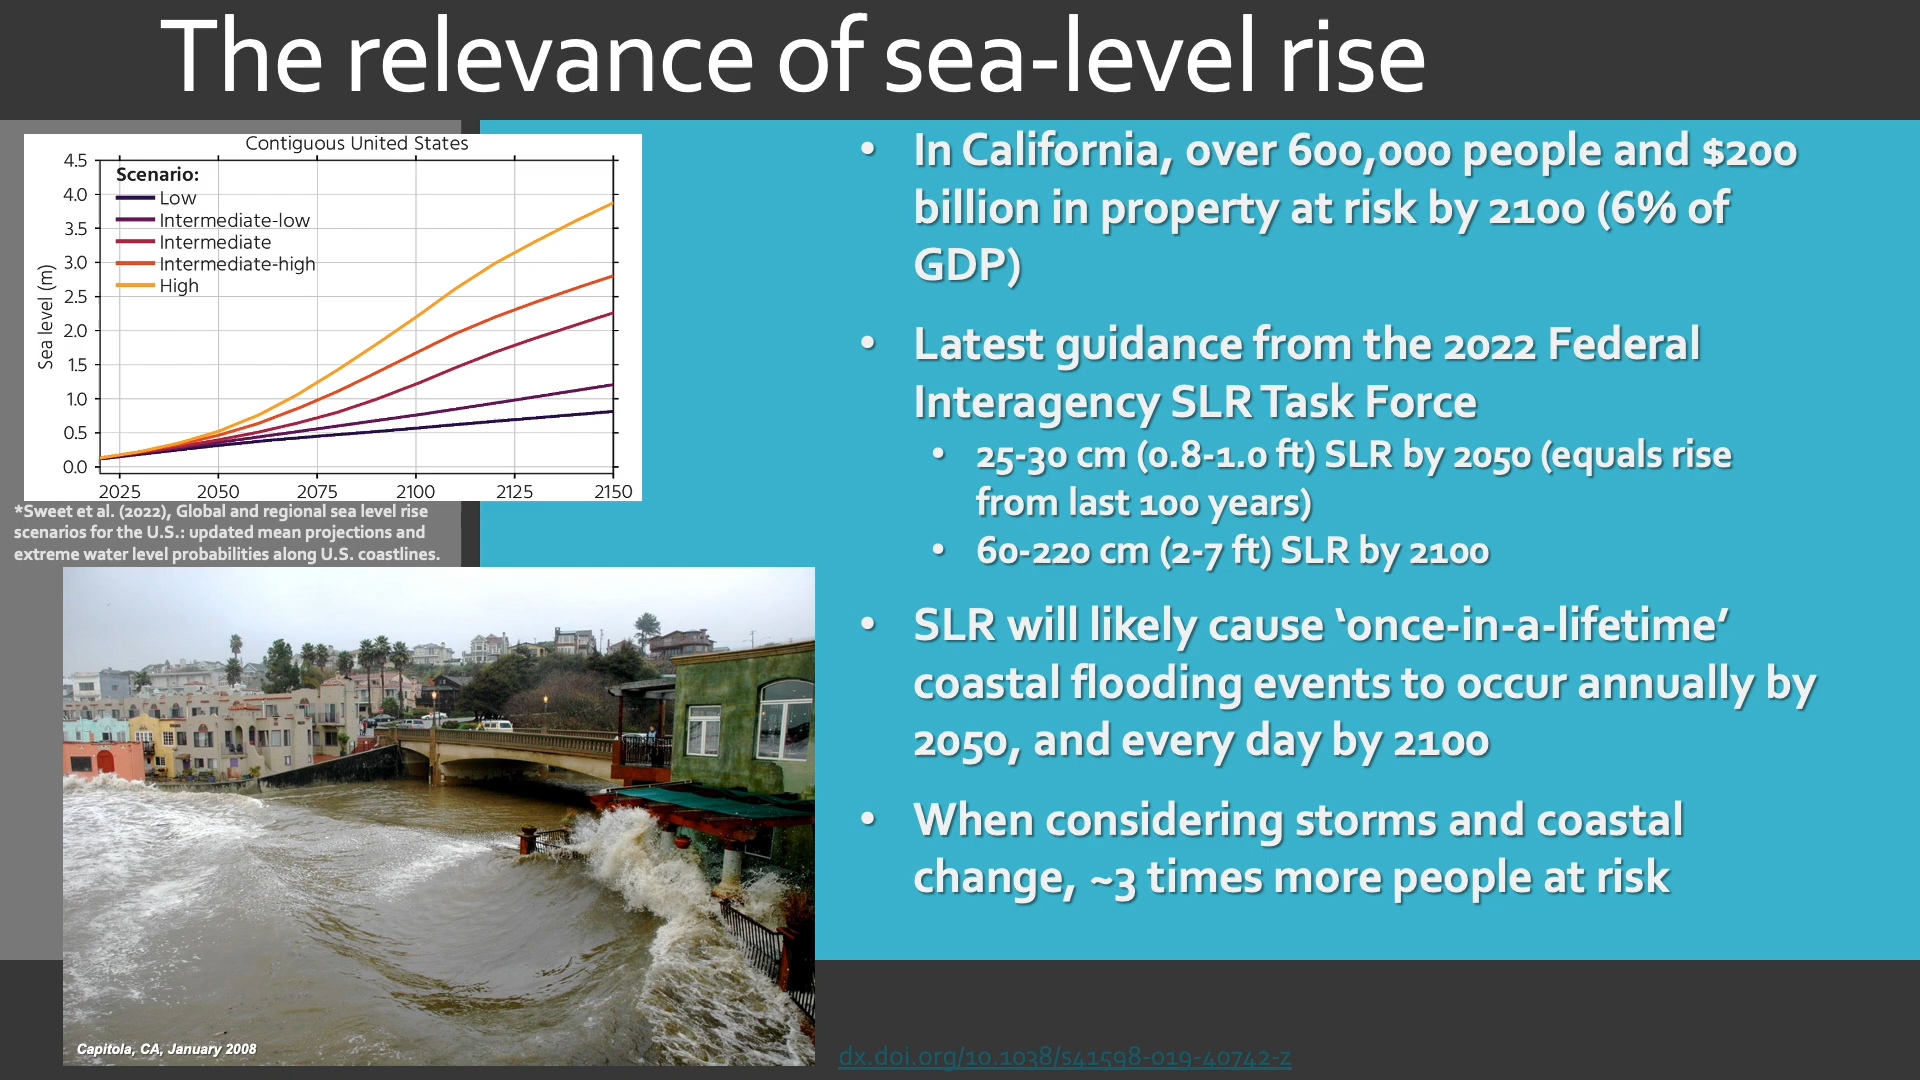 The relevance of sea-level rise
Contiguous United States
Scenario:
Low
Intermediate-low
Intermediate
Intermediate-high
High
Sea level (m)
4.5
4.0
3.5
3.0
2.5
2.0
1.5
1.0
0.5
0.0
2025 2050 2075 2100 2125 2150
*Sweet et al. (2022), Global and regional sea level rise
scenarios for the U.S.: updated mean projections and
extreme water level probabilities along U.S. coastlines.
Capitola, CA, January 2008
• In California, over 600,000 people and $200
billion in property at risk by 2100 (6% of
GDP)
• Latest guidance from the 2022 Federal
Interagency SLR Task Force
• 25-30 cm (0.8-1.0 ft) SLR by 2050 (equals rise
from last 100 years)
• 60-220 cm (2-7 ft) SLR by 2100
• SLR will likely cause ‘once-in-a-lifetime’
coastal flooding events to occur annually by
2050, and every day by 2100
• When considering storms and coastal
change, ~3 times more people at risk
dx.doi.org/10.1038/s41598-019-40742-z